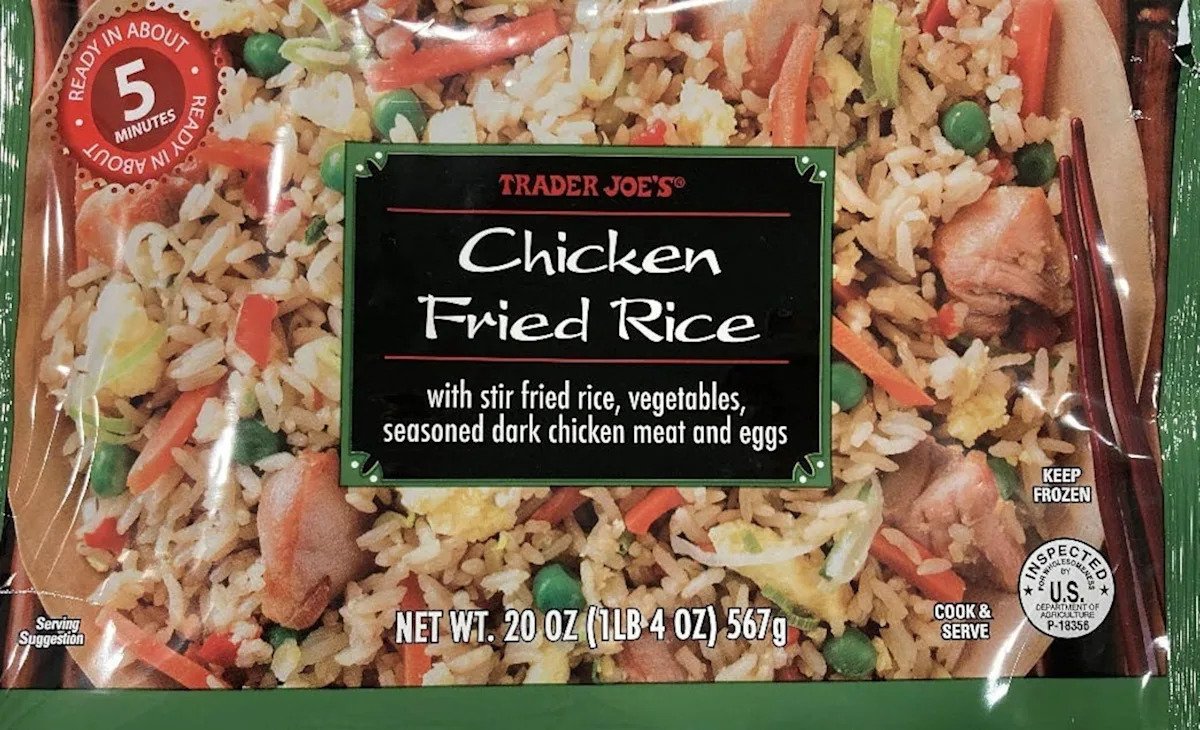 READY IN ABOUT
5
MINUTES
READY IN ABOUT
TRADER JOE'S®
Chicken
Fried Rice
with stir fried rice, vegetables,
seasoned dark chicken meat and eggs
KEEP
FROZEN
INSPECTED
FOR WHOLESOMENESS
BY
U.S.
DEPARTMENT OF
AGRICULTURE
P-18356
COOK &
SERVE
Serving
Suggestion
NET WT. 20 OZ (1LB 4 OZ) 567g